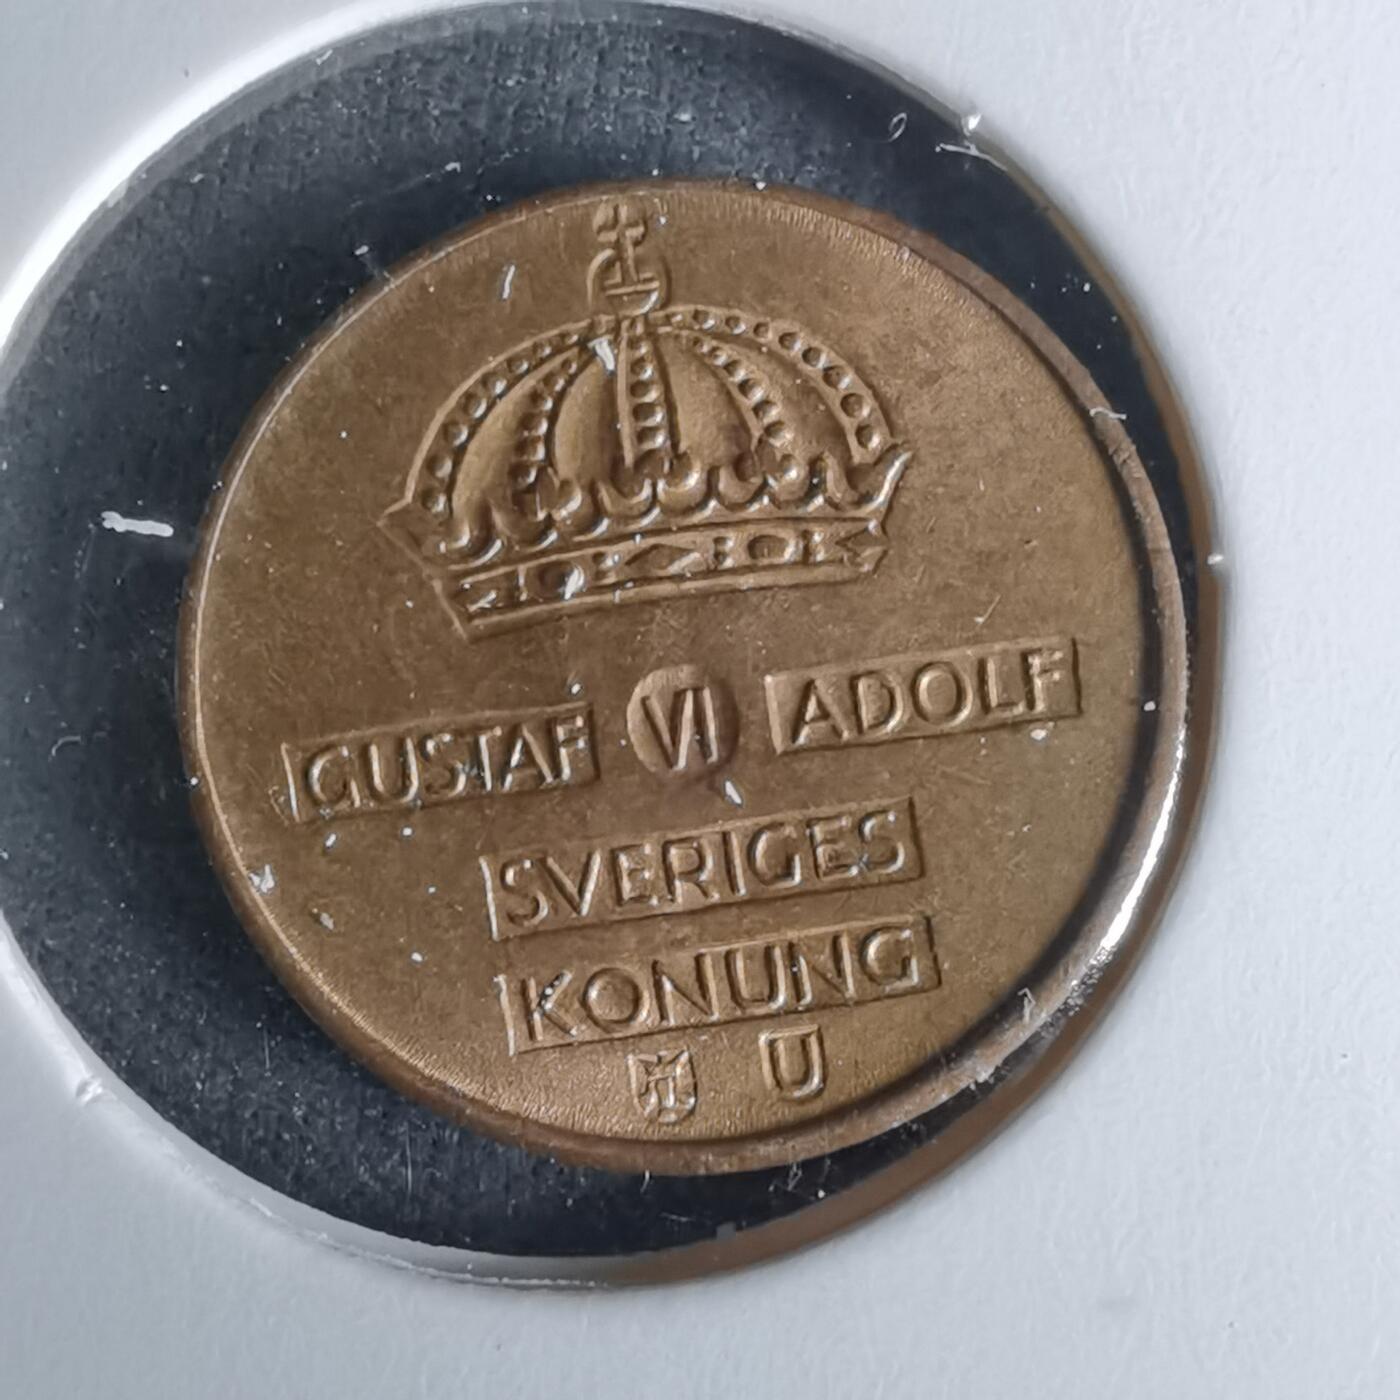 GUSTAF VI ADOLF
SVERIGES
KONUNG
U